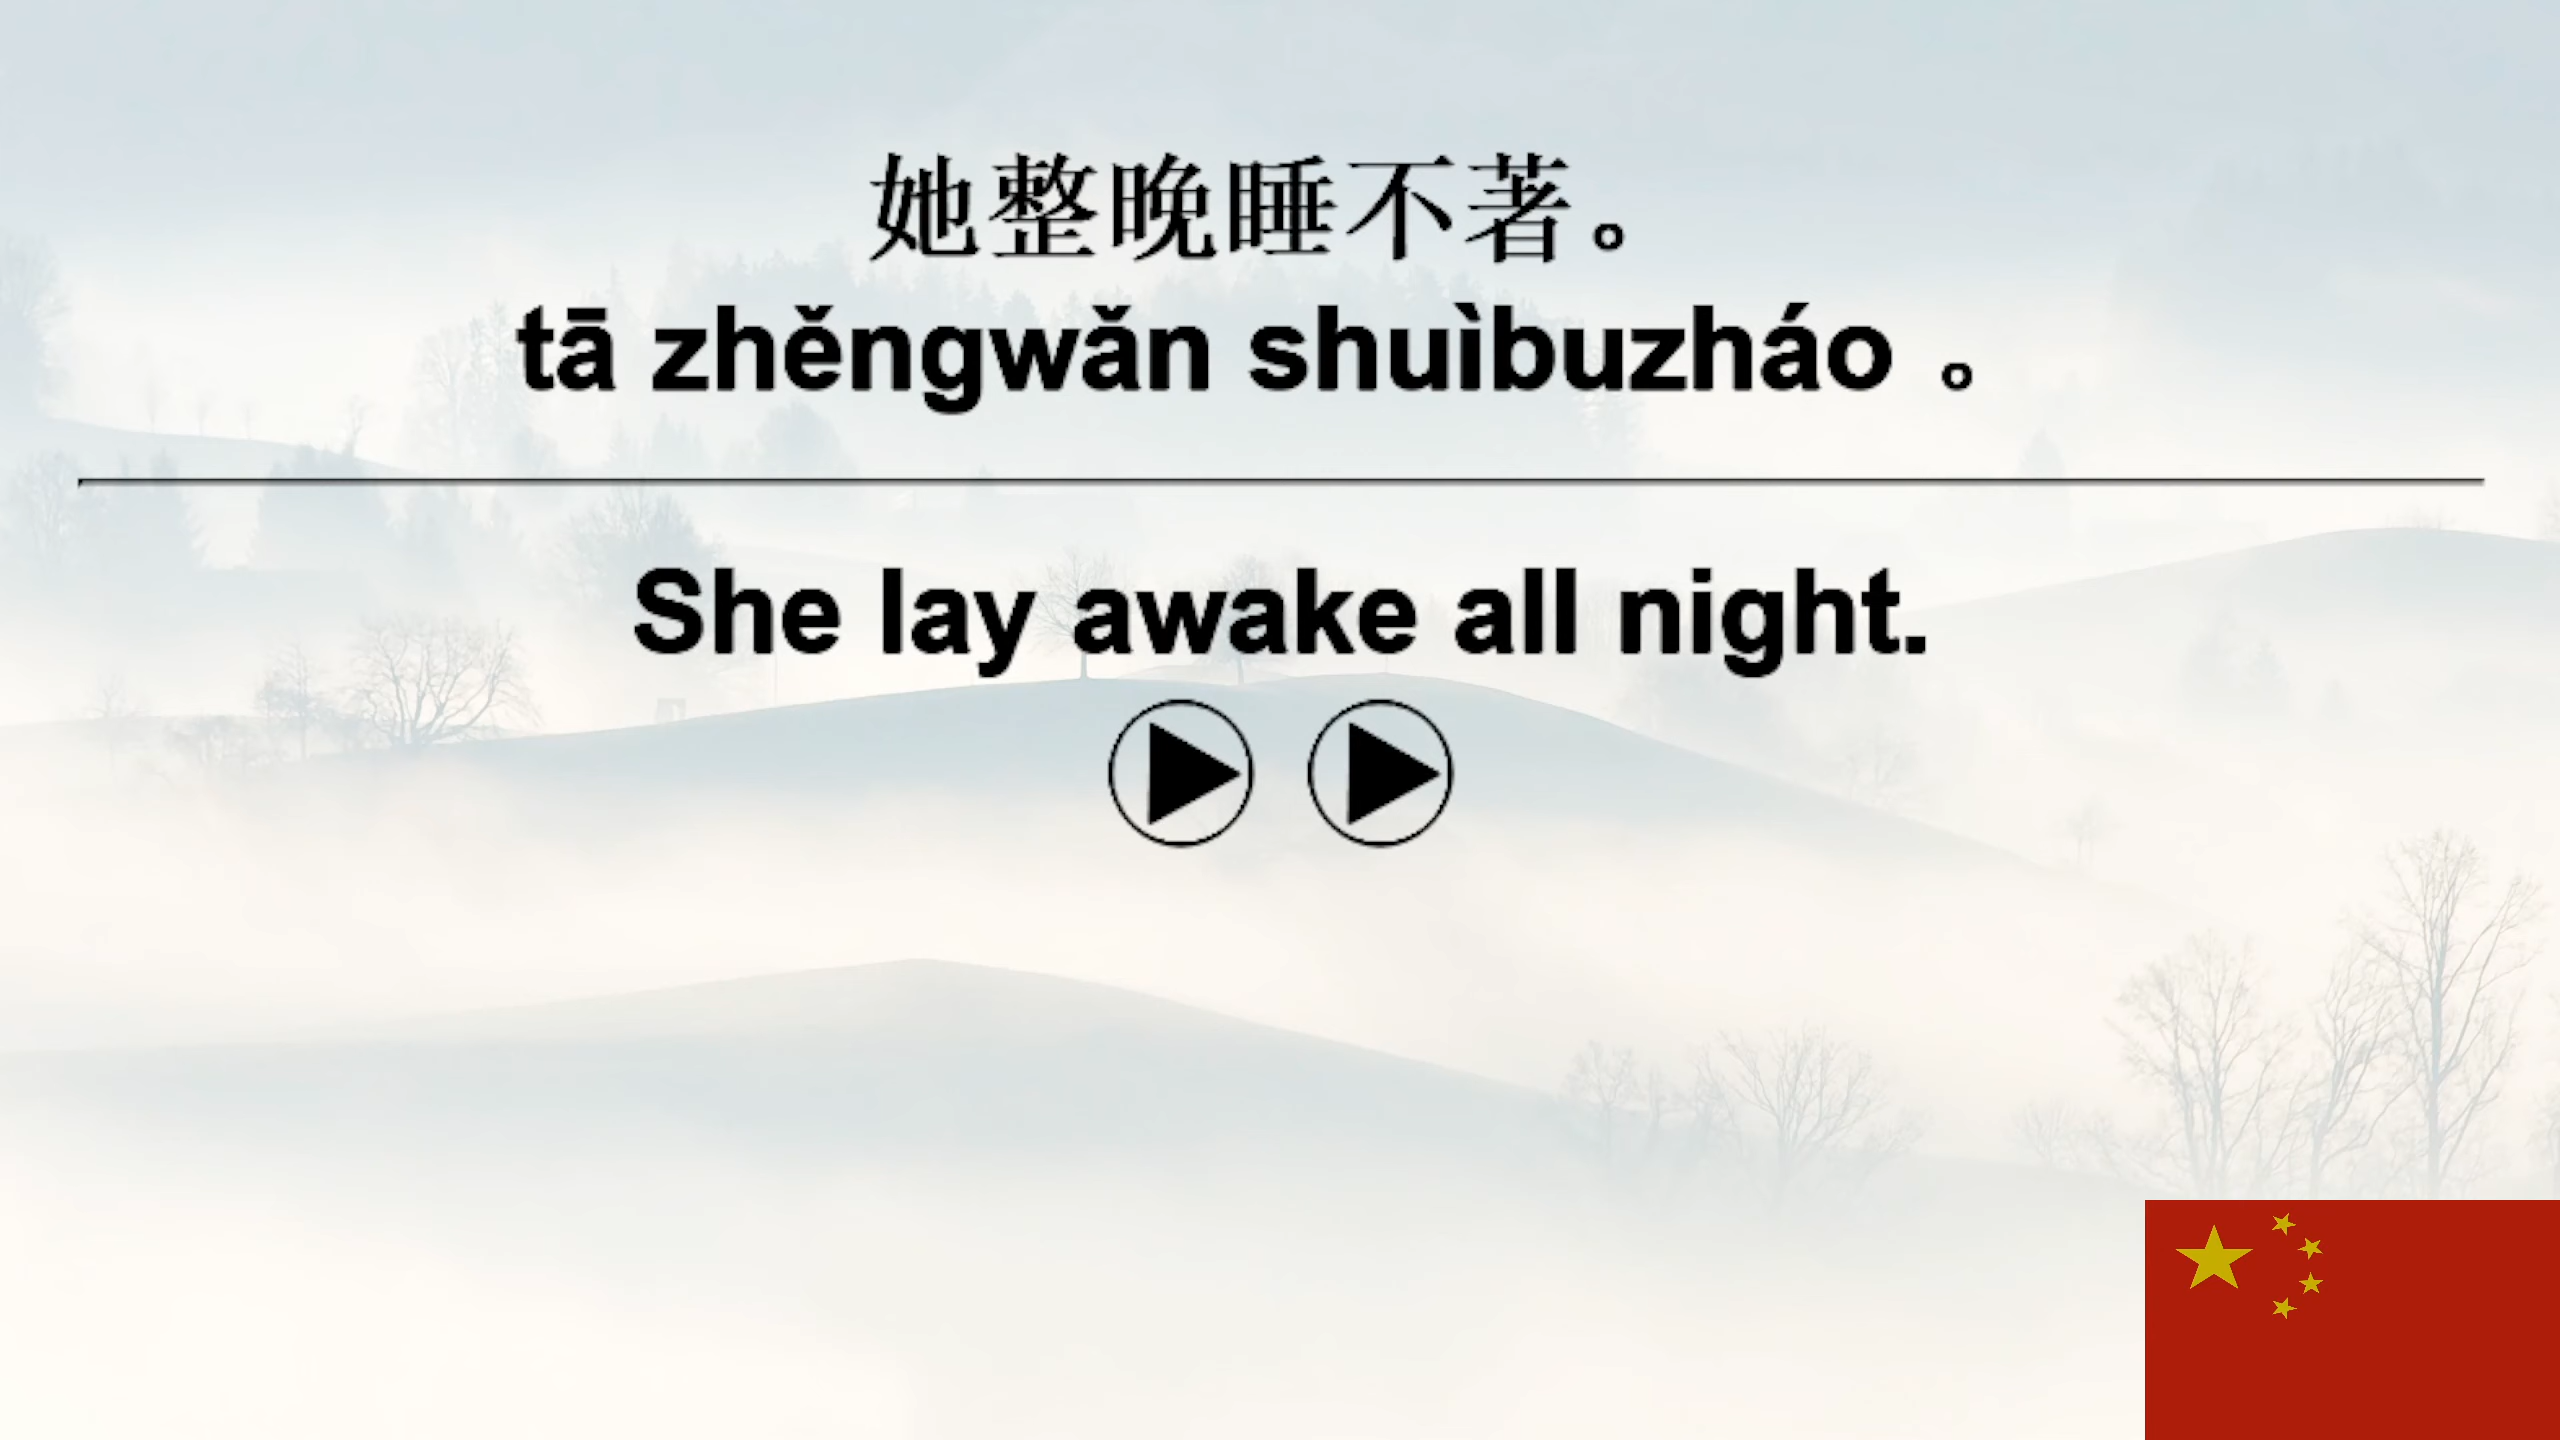 她整晚睡不著。
tā zhěngwǎn shuìbuzháo 。
She lay awake all night.